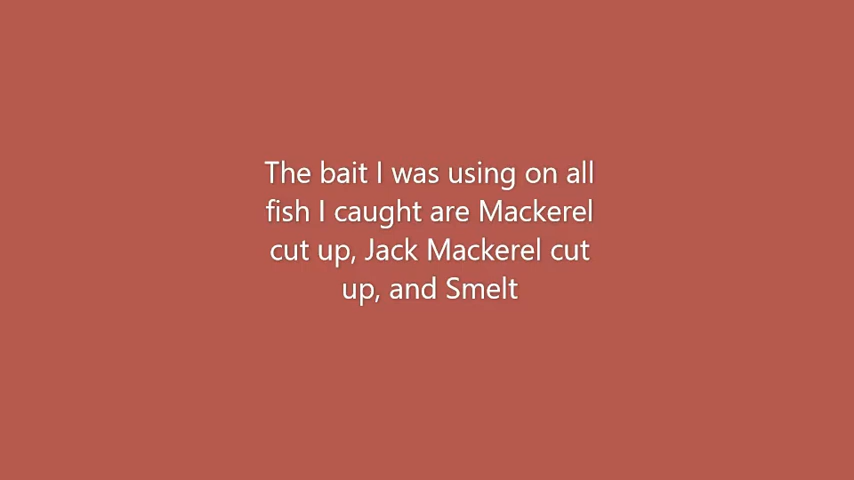 The bait I was using on all
fish I caught are Mackerel
cut up, Jack Mackerel cut
up, and Smelt